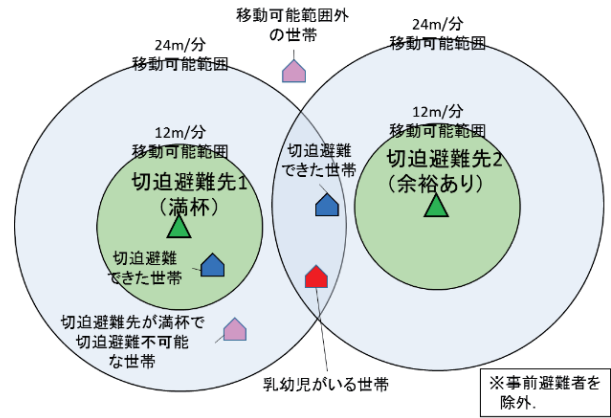 移動可能範囲外
の世帯
24m/分
移動可能範囲
24m/分
移動可能範囲
12m/分
移動可能範囲
12m/分
移動可能範囲
切迫避難先1
（満杯）
切迫避難
できた世帯
切迫避難先2
（余裕あり）
切迫避難
できた世帯
切迫避難先が満杯で
切迫避難不可能
な世帯
乳幼児がいる世帯
※事前避難者を
除外.